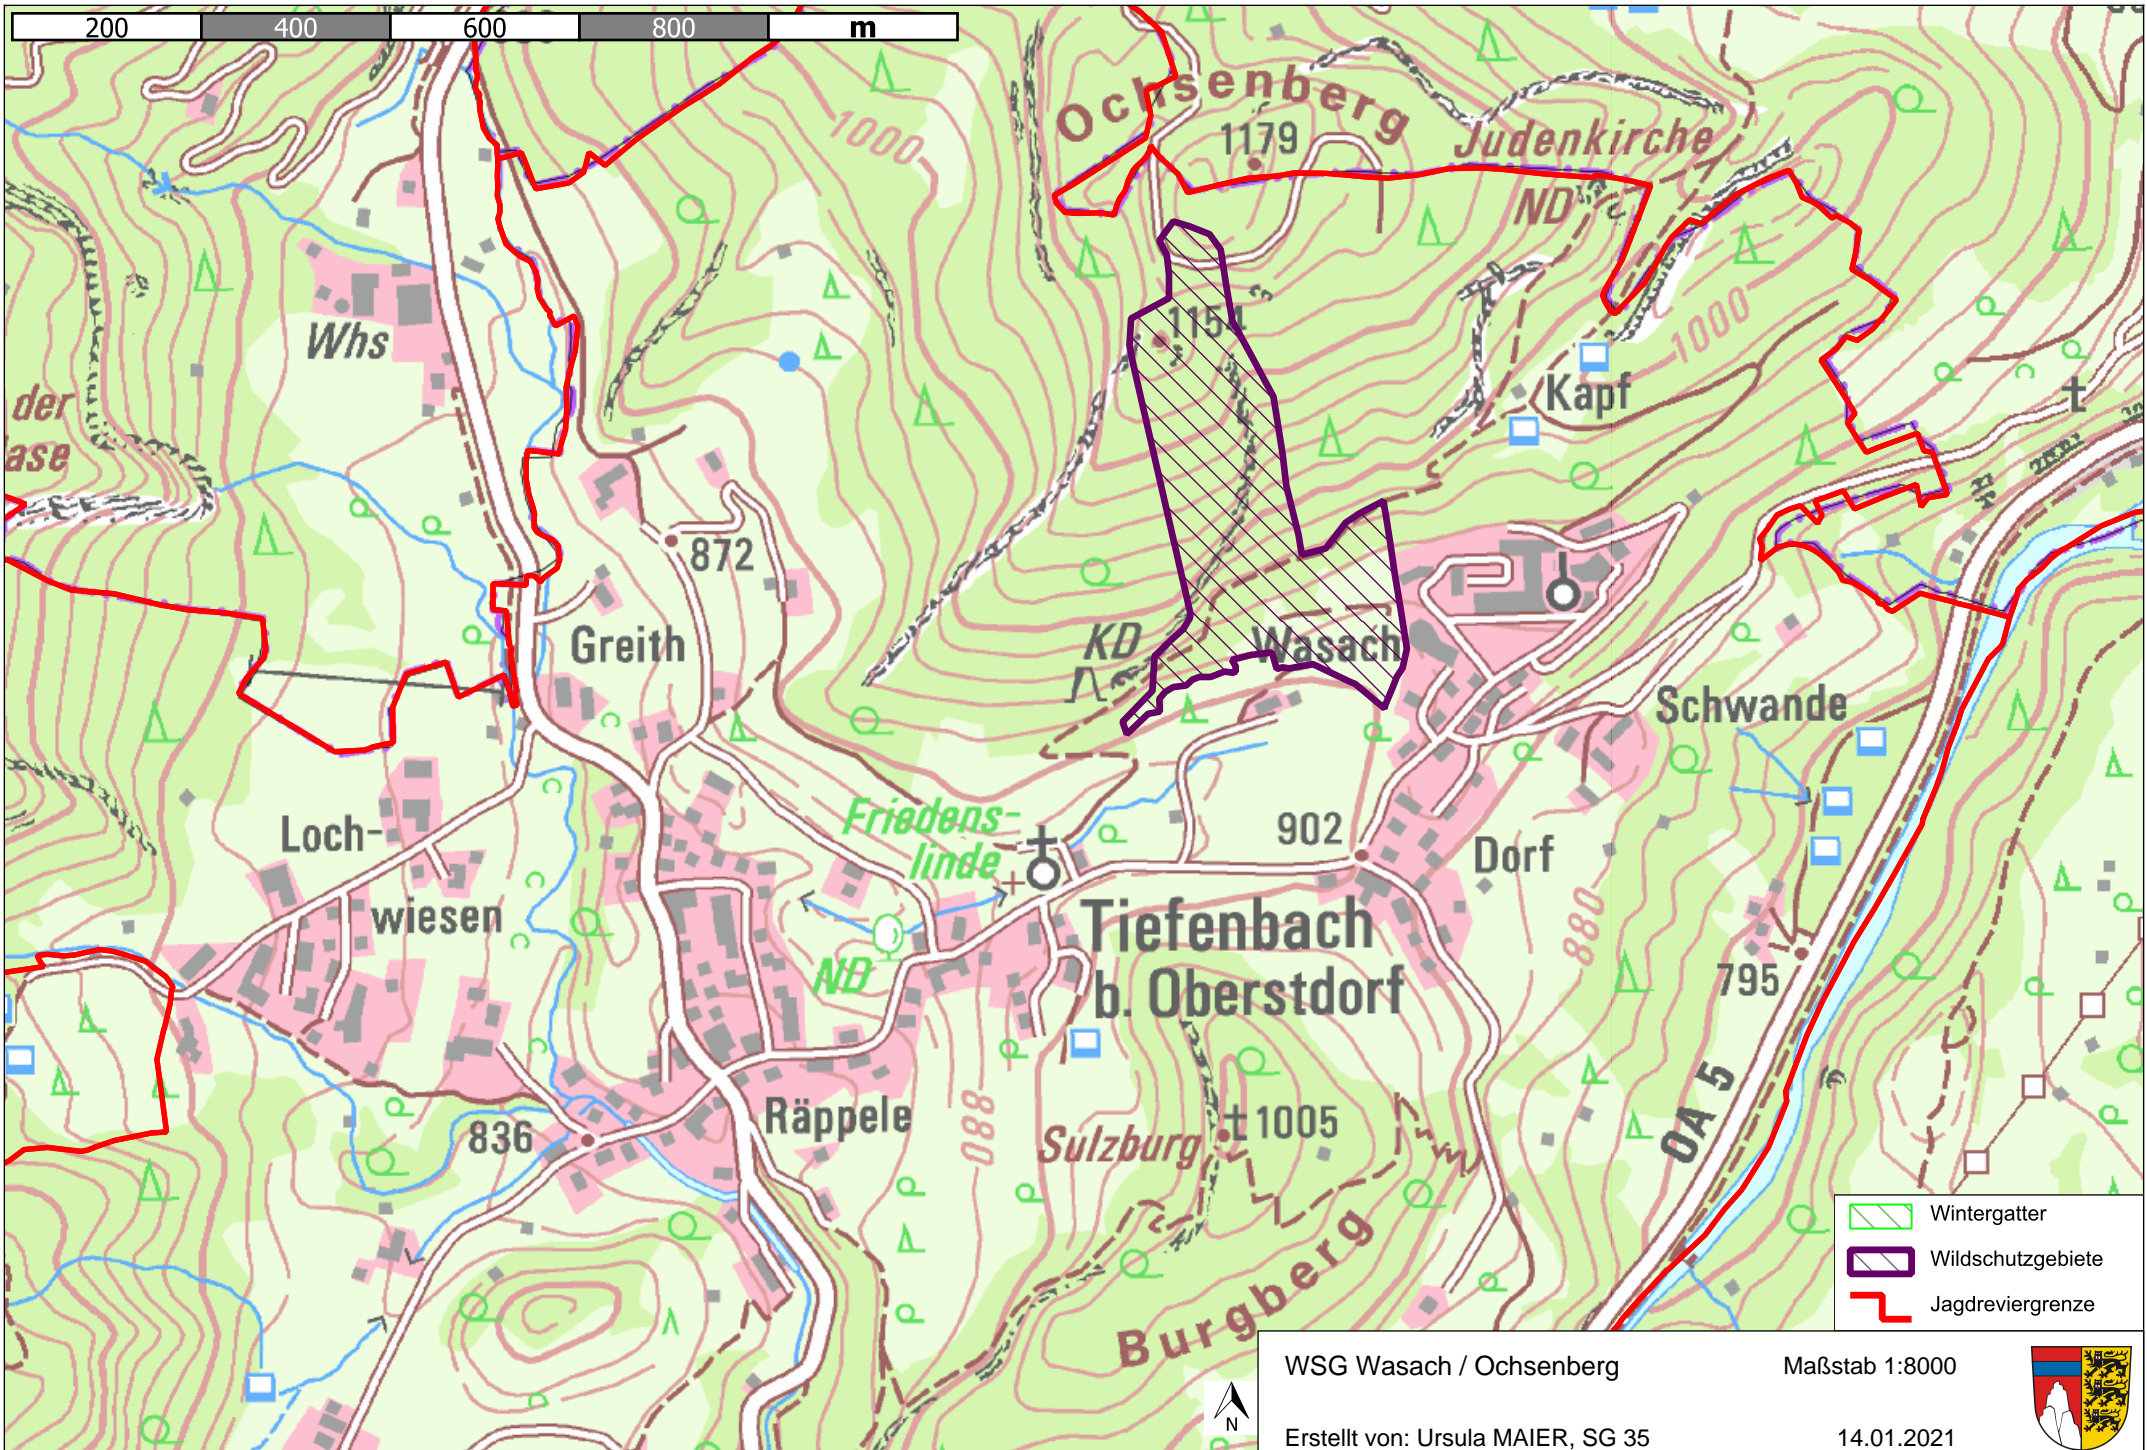 200 400 600 800 m
Ochsenberg
1179
Judenkirche
ND
1000
1000
1154
Whs
der
ase
Kapf
872
Greith
KD
Wasach
Schwande
Loch-
wiesen
Friedens-
linde
ND
902
Dorf
Tiefenbach
b. Oberstdorf
880
795
OA 5
836
Räppele
880
Sulzburg
1005
Burgberg
Wintergatter
Wildschutzgebiete
Jagdreviergrenze
N
WSG Wasach / Ochsenberg
Maßstab 1:8000
Erstellt von: Ursula MAIER, SG 35
14.01.2021